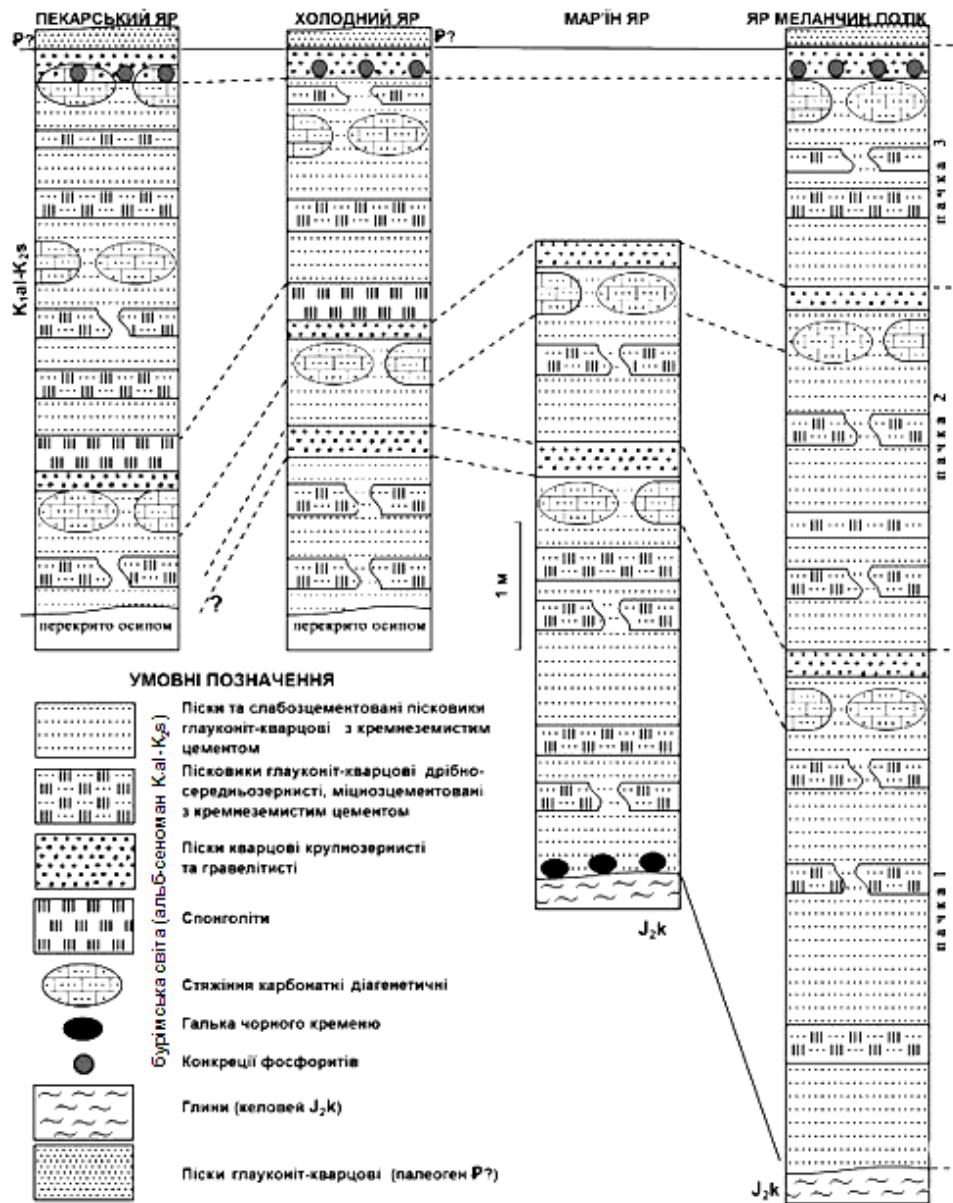 ПЕКАРСЬКИЙ ЯР
ХОЛОДНИЙ ЯР
МАР'ЇН ЯР
ЯР МЕЛАНЧИН ПОТІК
₽?
₽?
K₁al-K₂s
пачка 3
пачка 2
пачка 1
1 м
?
перекрито осипом
перекрито осипом
J₂k
J₂k
УМОВНІ ПОЗНАЧЕННЯ
бурімська світа (альб-сеноман K₁al-K₂s)
Піски та слабозцементовані пісковики
глауконіт-кварцові з кремнеземистим
цементом
Пісковики глауконіт-кварцові дрібно-
середньозернисті, міцнозцементовані
з кремнеземистим цементом
Піски кварцові крупнозернисті
та гравелітисті
Спонголіти
Стяжіння карбонатні діагенетичні
Галька чорного кременю
Конкреції фосфоритів
Глини (келовей J₂k)
Піски глауконіт-кварцові (палеоген ₽?)